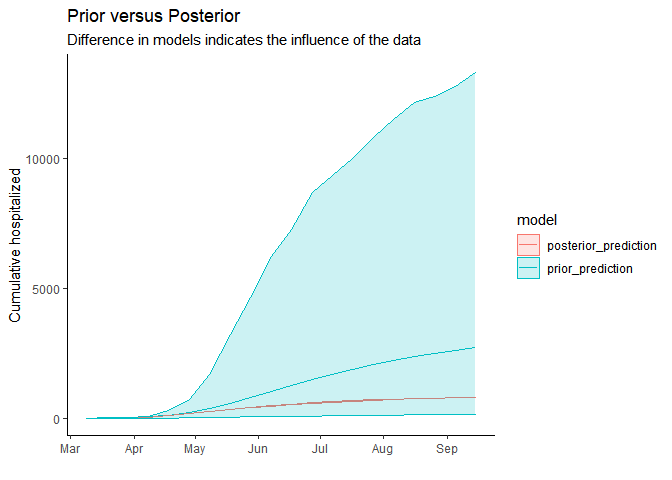 Prior versus Posterior
Difference in models indicates the influence of the data
Cumulative hospitalized
10000
5000
0
Mar Apr May Jun Jul Aug Sep
model
posterior_prediction
prior_prediction